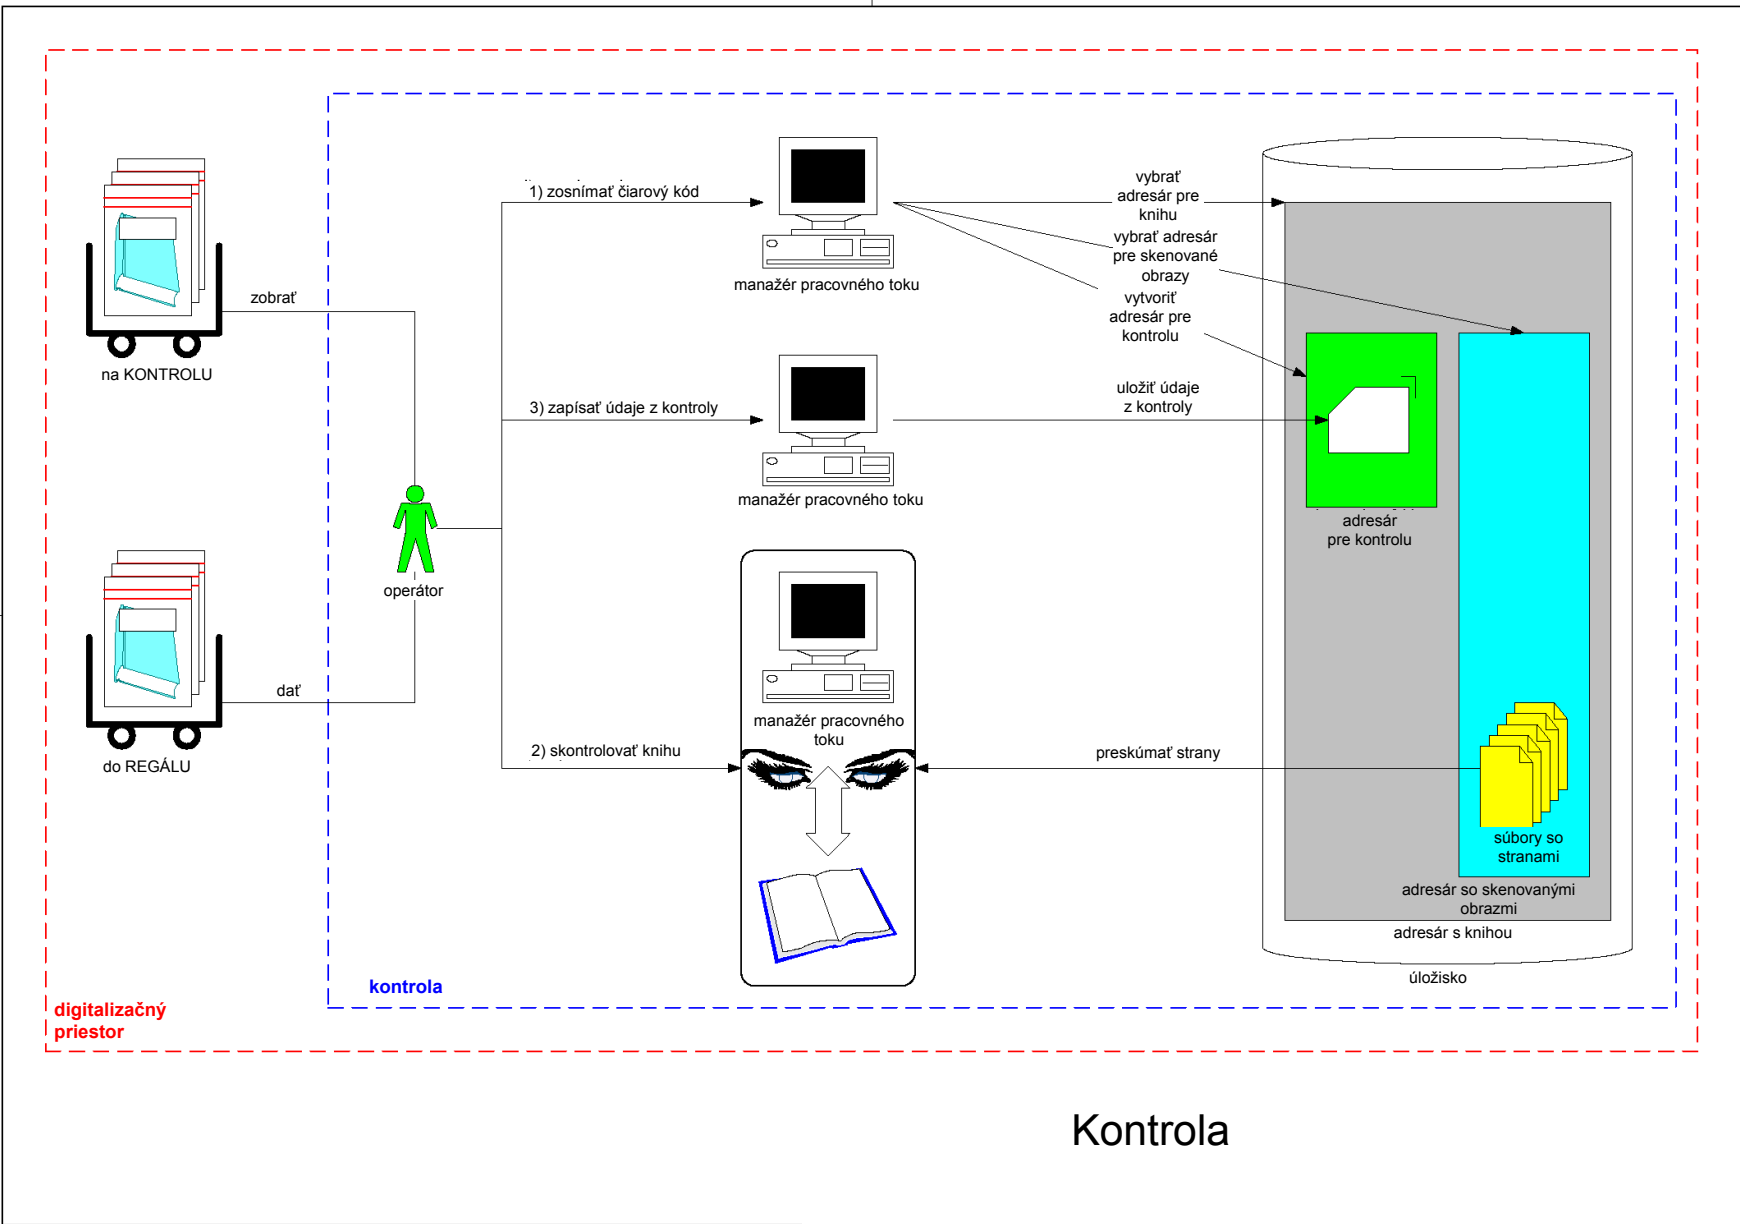 1) zosnímať čiarový kód
manažér pracovného toku
vybrať
adresár pre
knihu
vybrať adresár
pre skenované
obrazy
vytvoriť
adresár pre
kontrolu
zobrať
na KONTROLU
3) zapísať údaje z kontroly
manažér pracovného toku
uložiť údaje
z kontroly
adresár
pre kontrolu
operátor
dať
do REGÁLU
2) skontrolovať knihu
manažér pracovného
toku
preskúmať strany
súbory so
stranami
adresár so skenovanými
obrazmi
adresár s knihou
úložisko
kontrola
digitalizačný
priestor
Kontrola